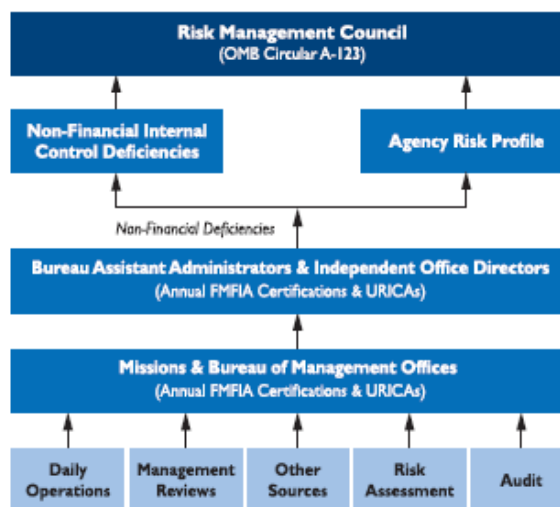 Risk Management Council
(OMB Circular A-123)
Non-Financial Internal
Control Deficiencies
Agency Risk Profile
Non-Financial Deficiencies
Bureau Assistant Administrators & Independent Office Directors
(Annual FMFIA Certifications & URICAs)
Missions & Bureau of Management Offices
(Annual FMFIA Certifications & URICAs)
Daily
Operations
Management
Reviews
Other
Sources
Risk
Assessment
Audit